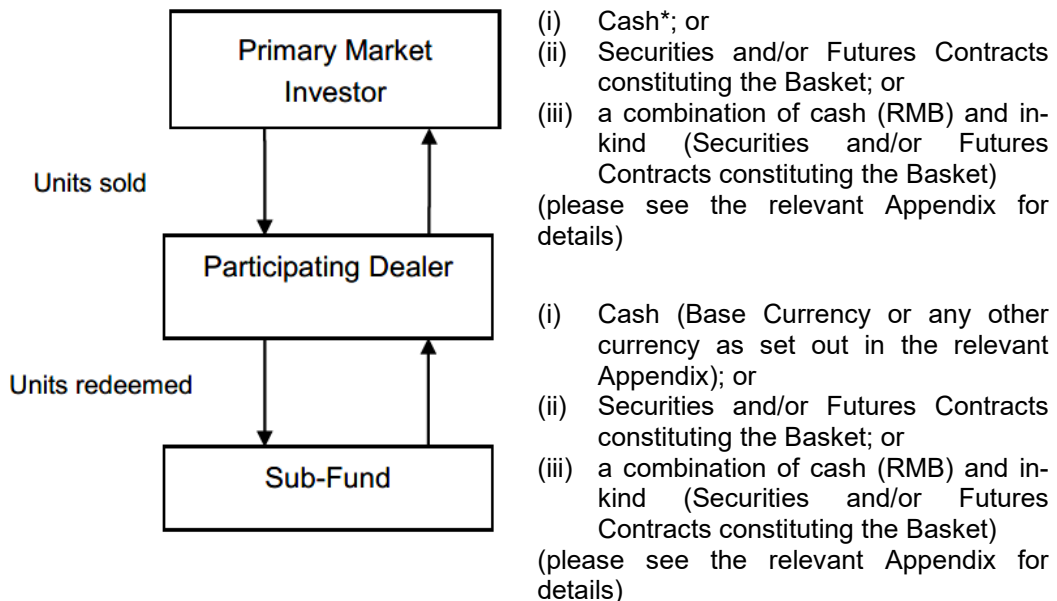 Primary Market
Investor
(i) Cash*; or
(ii) Securities and/or Futures Contracts
constituting the Basket; or
(iii) a combination of cash (RMB) and in-
kind (Securities and/or Futures
Contracts constituting the Basket)
(please see the relevant Appendix for
details)
Units sold
Participating Dealer
(i) Cash (Base Currency or any other
currency as set out in the relevant
Appendix); or
(ii) Securities and/or Futures Contracts
constituting the Basket; or
(iii) a combination of cash (RMB) and in-
kind (Securities and/or Futures
Contracts constituting the Basket)
(please see the relevant Appendix for
details)
Units redeemed
Sub-Fund